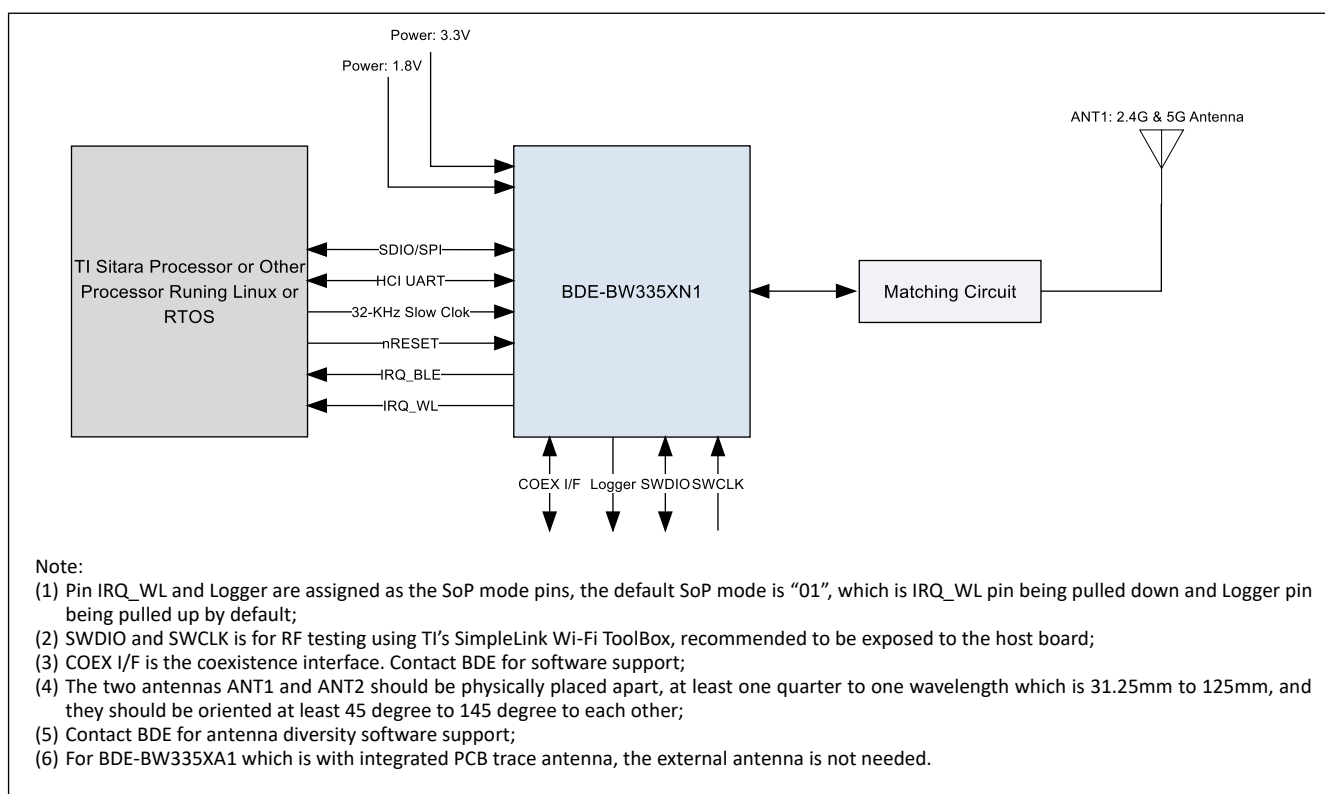 Power: 3.3V
Power: 1.8V
ANT1: 2.4G & 5G Antenna
TI Sitara Processor or Other
Processor Runing Linux or
RTOS
SDIO/SPI
HCI UART
32-KHz Slow Clok
nRESET
IRQ_BLE
IRQ_WL
BDE-BW335XN1
Matching Circuit
COEX I/F Logger SWDIO SWCLK
Note:
(1) Pin IRQ_WL and Logger are assigned as the SoP mode pins, the default SoP mode is “01”, which is IRQ_WL pin being pulled down and Logger pin
being pulled up by default;
(2) SWDIO and SWCLK is for RF testing using TI’s SimpleLink Wi-Fi ToolBox, recommended to be exposed to the host board;
(3) COEX I/F is the coexistence interface. Contact BDE for software support;
(4) The two antennas ANT1 and ANT2 should be physically placed apart, at least one quarter to one wavelength which is 31.25mm to 125mm, and
they should be oriented at least 45 degree to 145 degree to each other;
(5) Contact BDE for antenna diversity software support;
(6) For BDE-BW335XA1 which is with integrated PCB trace antenna, the external antenna is not needed.